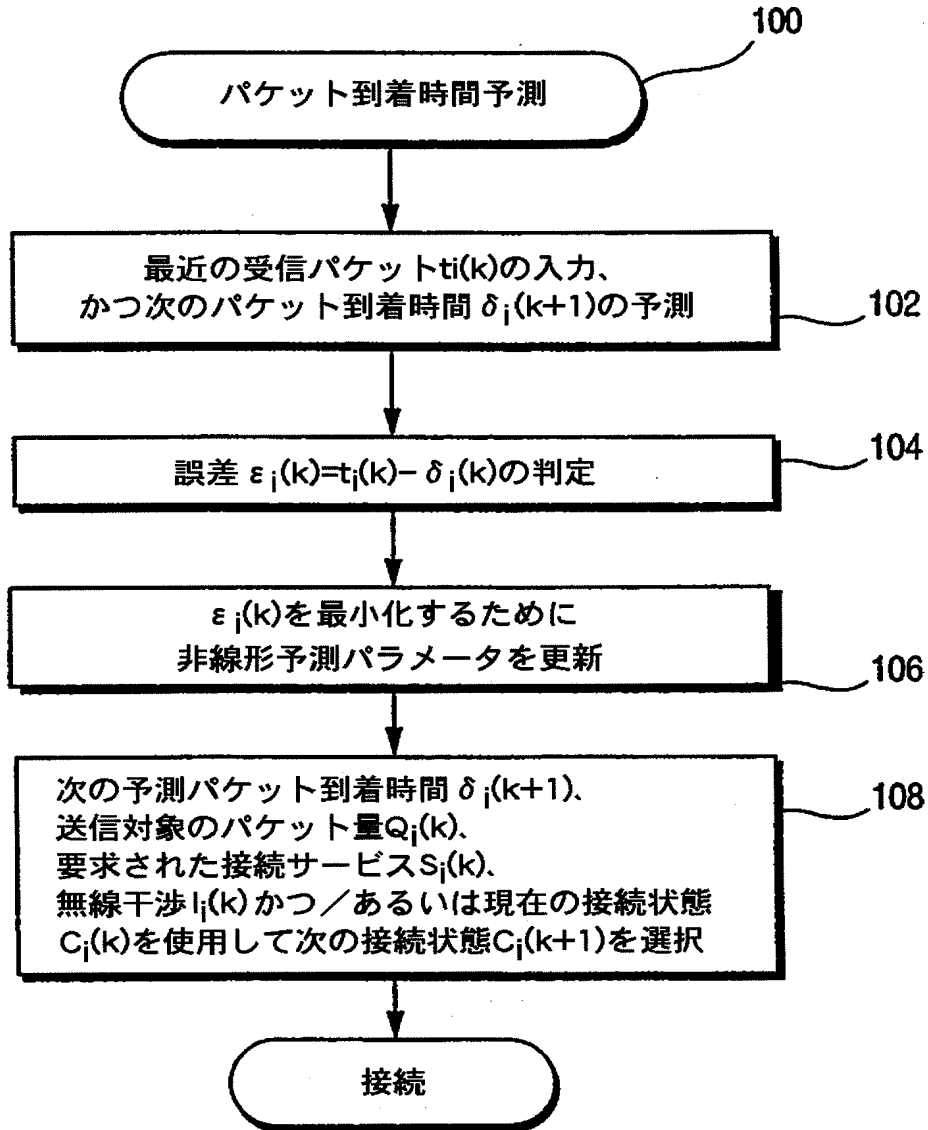 100
パケット到着時間予測
最近の受信パケットti(k)の入力、
かつ次のパケット到着時間δi(k+1)の予測
102
誤差 εi(k)=ti(k)-δi(k)の判定
104
εi(k)を最小化するために
非線形予測パラメータを更新
106
次の予測パケット到着時間δi(k+1)、
送信対象のパケット量Qi(k)、
要求された接続サービスSi(k)、
無線干渉Ii(k)かつ／あるいは現在の接続状態
Ci(k)を使用して次の接続状態Ci(k+1)を選択
108
接続